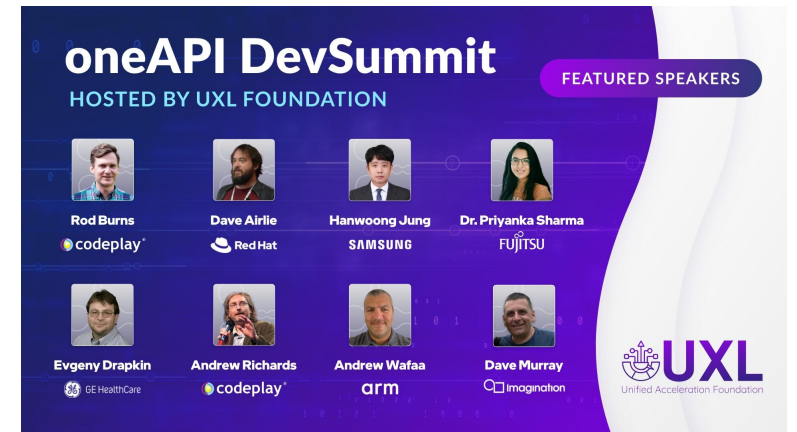 oneAPI DevSummit
HOSTED BY UXL FOUNDATION
FEATURED SPEAKERS
Rod Burns
codeplay®
Dave Airlie
Red Hat
Hanwoong Jung
SAMSUNG
Dr. Priyanka Sharma
FUJITSU
Evgeny Drapkin
GE HealthCare
Andrew Richards
codeplay®
Andrew Wafaa
arm
Dave Murray
Imagination
UXL
Unified Acceleration Foundation